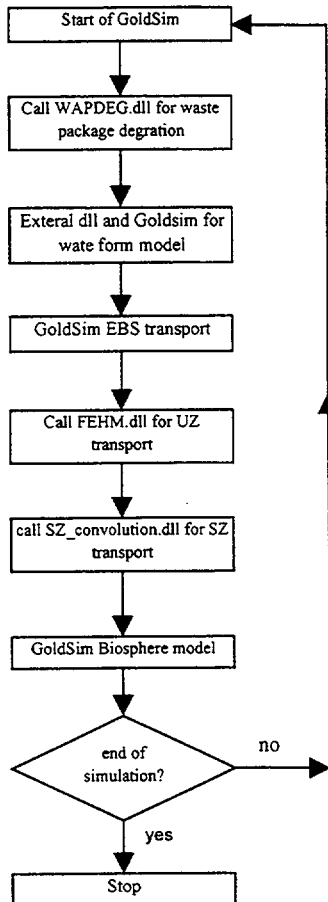 Start of GoldSim
Call WAPDEG.dll for waste
package degration
Exteral dll and Goldsim for
wate form model
GoldSim EBS transport
Call FEHM.dll for UZ
transport
call SZ_convolution.dll for SZ
transport
GoldSim Biosphere model
end of
simulation?
no
yes
Stop